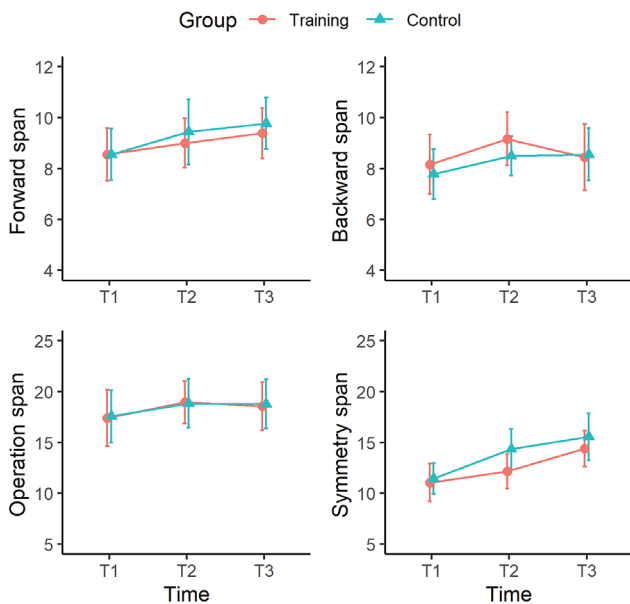 Group Training Control
Forward span
12
10
8
6
4
T1 T2 T3
Backward span
12
10
8
6
4
T1 T2 T3
Operation span
25
20
15
10
5
T1 T2 T3
Time
Symmetry span
25
20
15
10
5
T1 T2 T3
Time